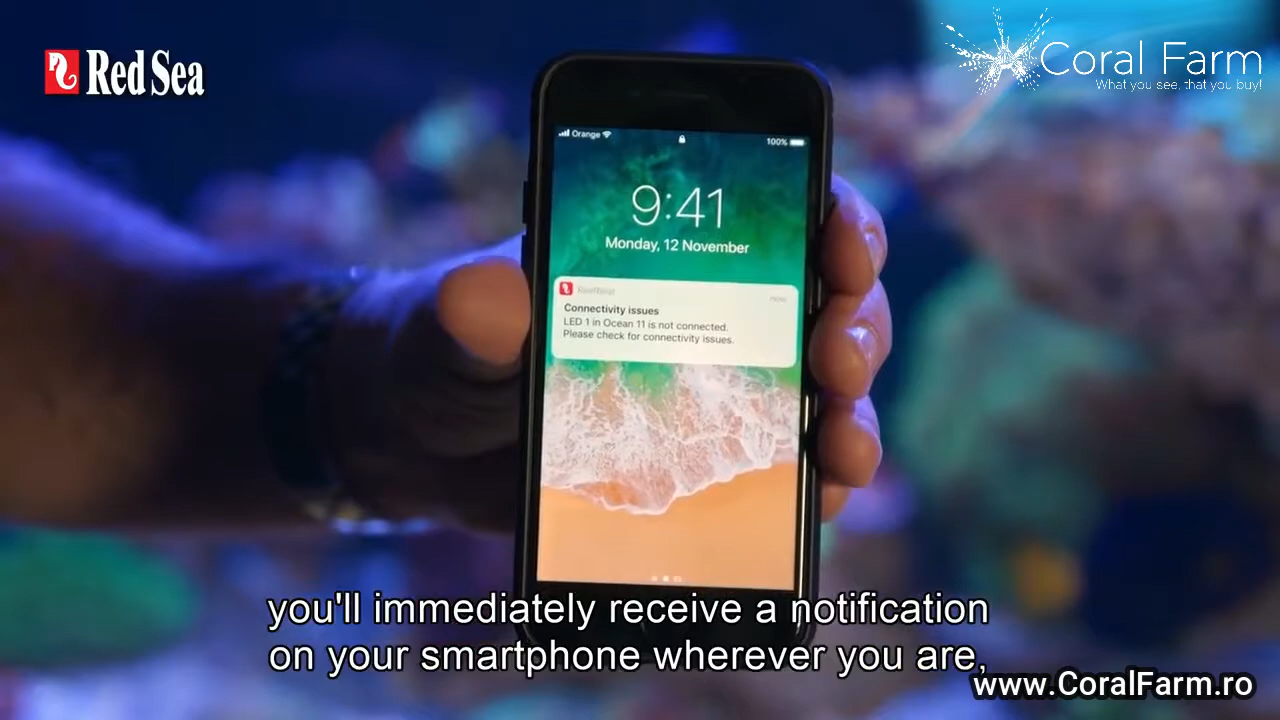 Red Sea
Coral Farm
What you see, that you buy!
Orange
100%
9:41
Monday, 12 November
ReefBeat
now
Connectivity issues
LED 1 in Ocean 11 is not connected.
Please check for connectivity issues.
you'll immediately receive a notification
on your smartphone wherever you are,
www.CoralFarm.ro